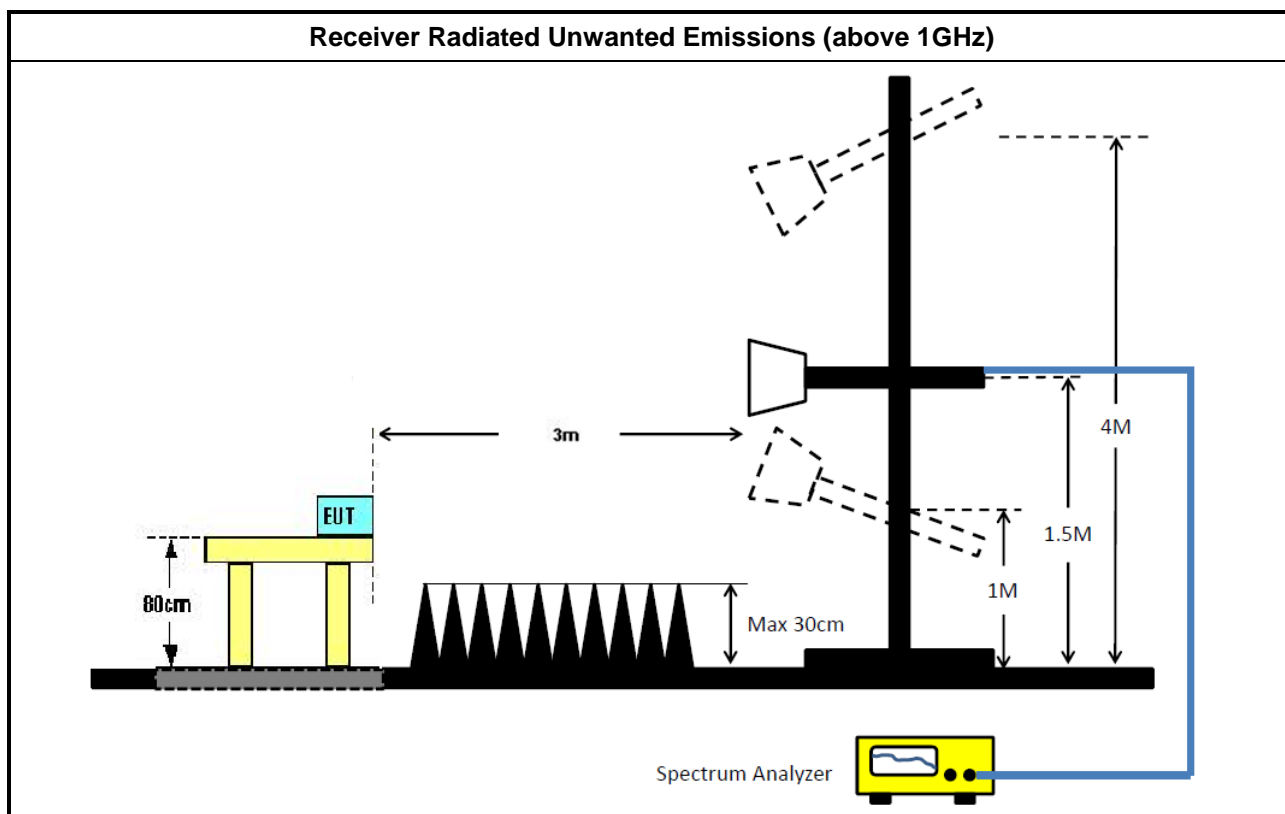 Receiver Radiated Unwanted Emissions (above 1GHz)
4M
3m
EUT
1.5M
80cm
1M
Max 30cm
Spectrum Analyzer